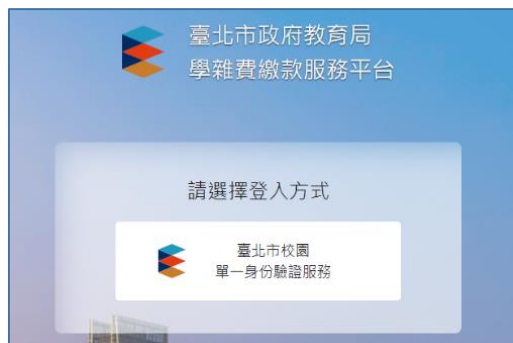 臺北市政府教育局
學雜費繳款服務平台
請選擇登入方式
臺北市校園
單一身份驗證服務